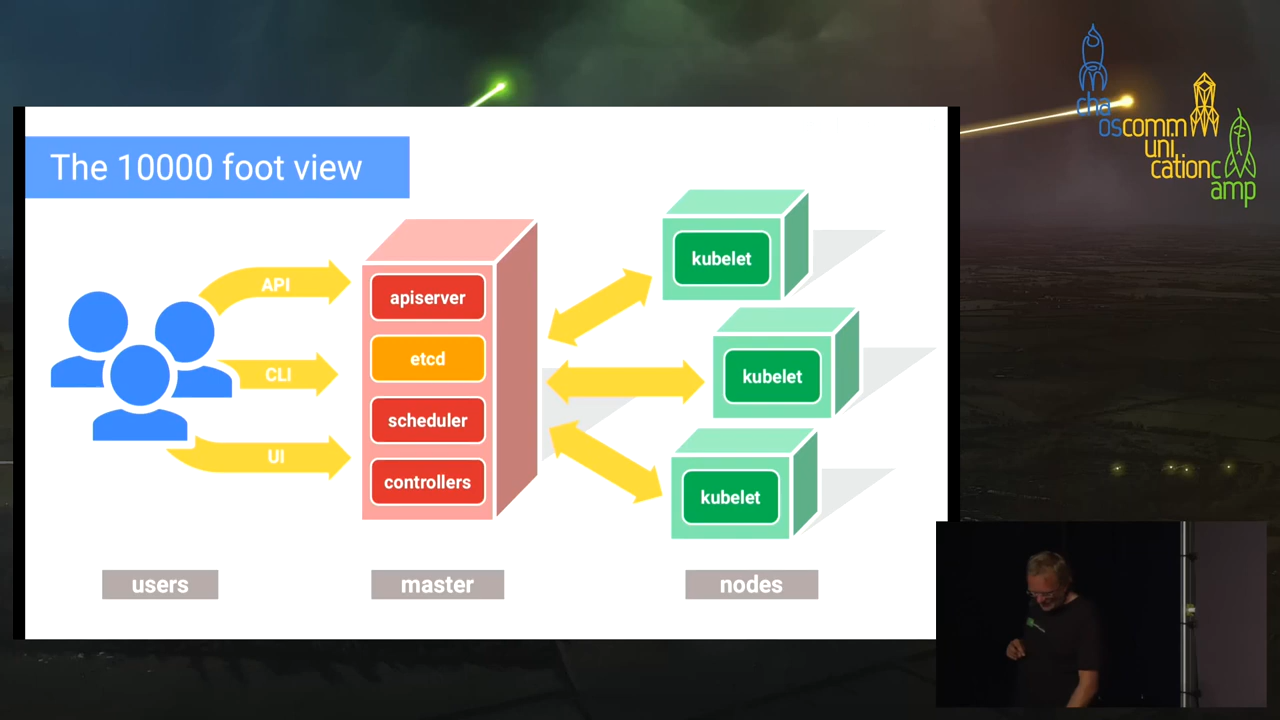 The 10000 foot view
API
CLI
UI
apiserver
etcd
scheduler
controllers
kubelet
kubelet
kubelet
users
master
nodes
cha
oscomm
uni
cationc
amp